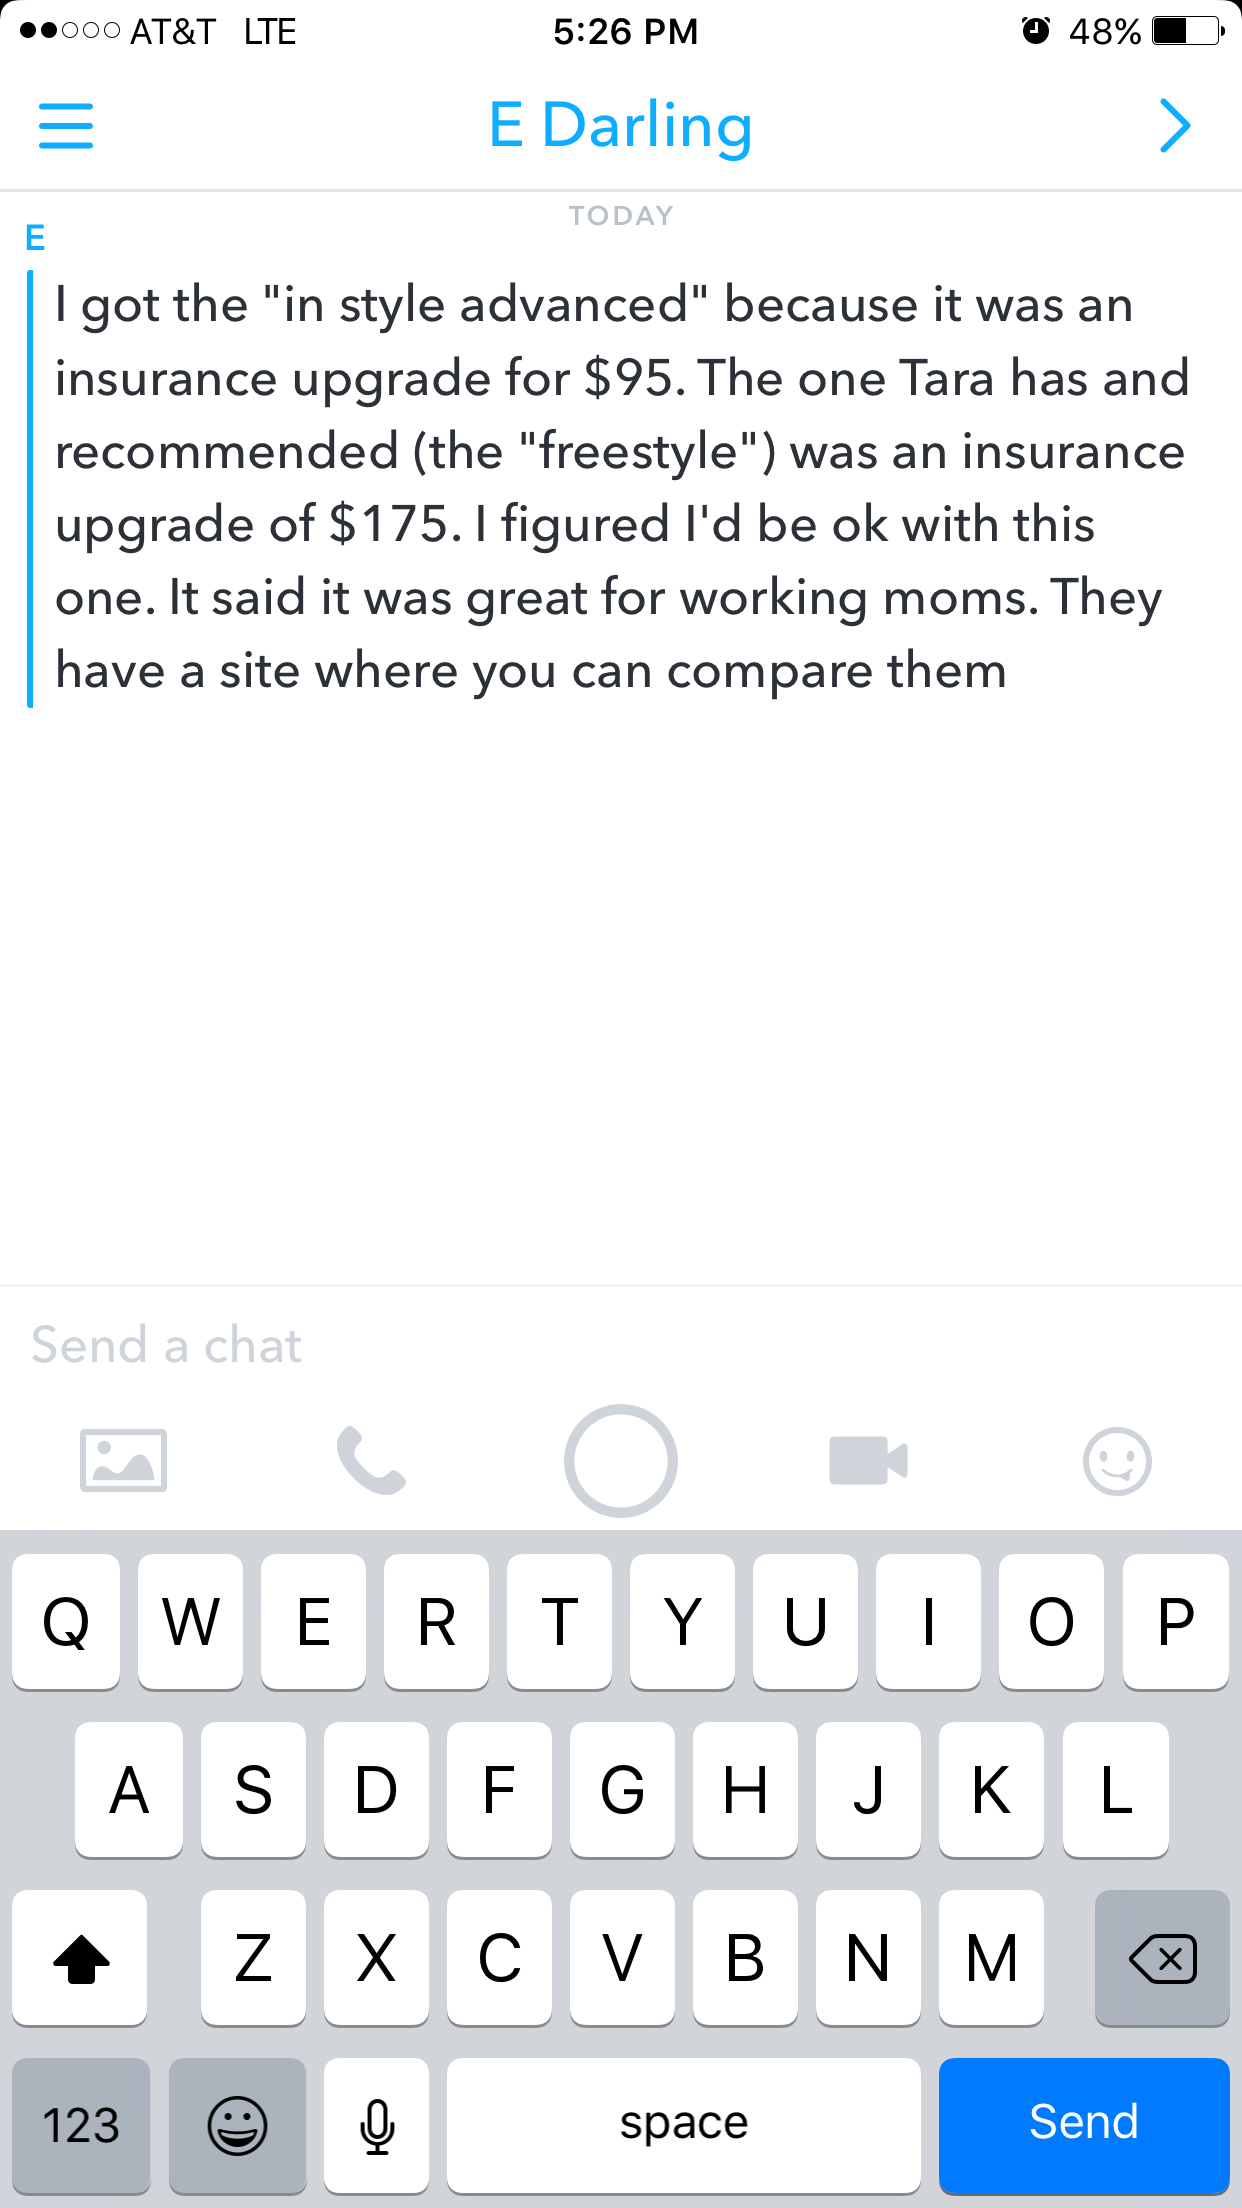 AT&T LTE 5:26 PM 48%
E Darling
TODAY
E
I got the "in style advanced" because it was an
insurance upgrade for $95. The one Tara has and
recommended (the "freestyle") was an insurance
upgrade of $175. I figured I'd be ok with this
one. It said it was great for working moms. They
have a site where you can compare them
Send a chat
Q W E R T Y U I O P
A S D F G H J K L
Z X C V B N M
123 space Send